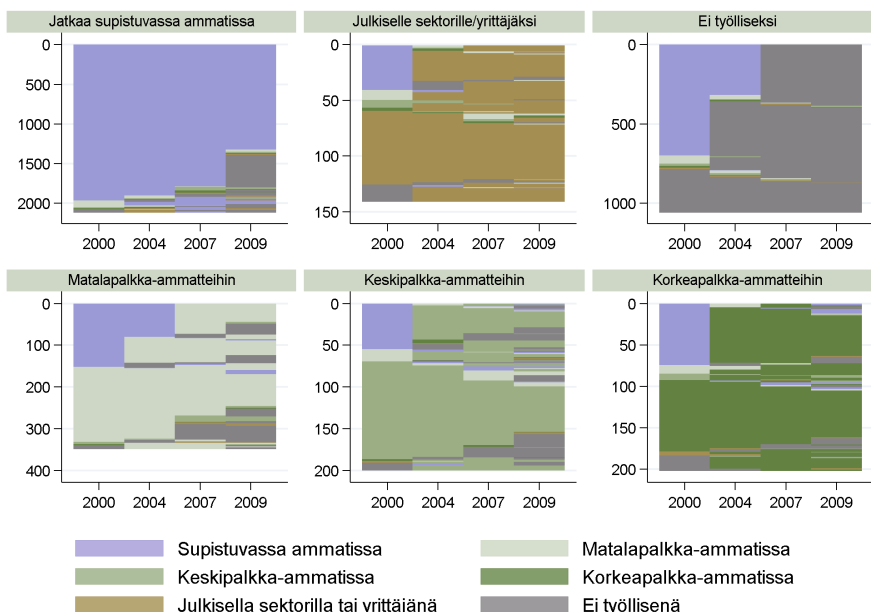 Jatkaa supistuvassa ammatissa
Julkiselle sektorille/yrittäjäksi
Ei työlliseksi
0
500
1000
1500
2000
2000 2004 2007 2009
0
50
100
150
2000 2004 2007 2009
0
500
1000
2000 2004 2007 2009
Matalapalkka-ammatteihin
Keskipalkka-ammatteihin
Korkeapalkka-ammatteihin
0
100
200
300
400
2000 2004 2007 2009
0
50
100
150
200
2000 2004 2007 2009
0
50
100
150
200
2000 2004 2007 2009
Supistuvassa ammatissa
Matalapalkka-ammatissa
Keskipalkka-ammatissa
Korkeapalkka-ammatissa
Julkisella sektorilla tai yrittäjänä
Ei työllisenä